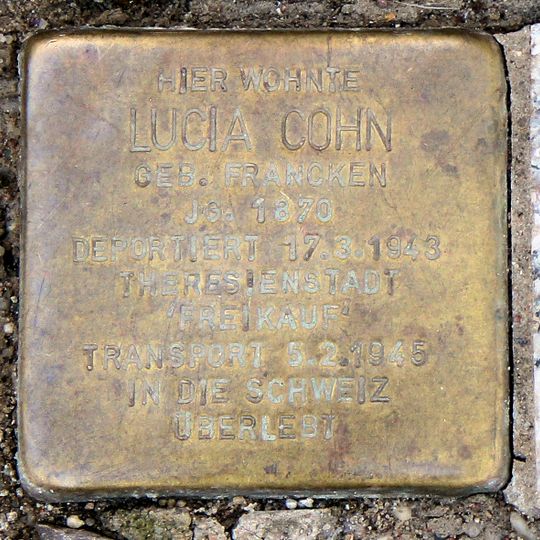 HIER WOHNTE
LUCIA COHN
GEB. FRANCKEN
JG. 1870
DEPORTIERT 17.3.1943
THERESIENSTADT
'FREIKAUF'
TRANSPORT 5.2.1945
IN DIE SCHWEIZ
ÜBERLEBT